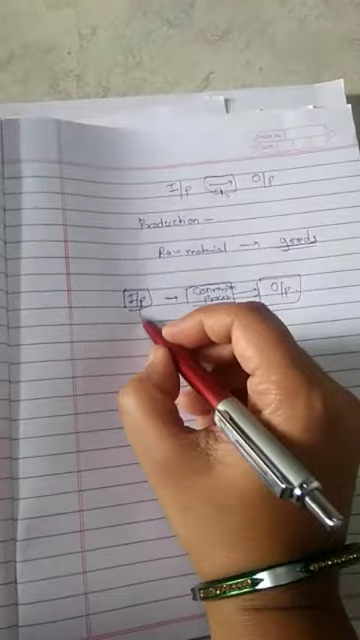 I/p → O/p
Production -
Raw material → goods
I/p → Conversion Process → O/p